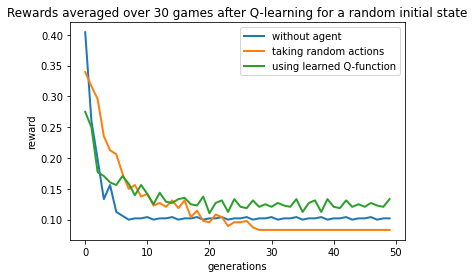 Rewards averaged over 30 games after Q-learning for a random initial state
without agent
taking random actions
using learned Q-function
reward
0.40
0.35
0.30
0.25
0.20
0.15
0.10
0 10 20 30 40 50
generations